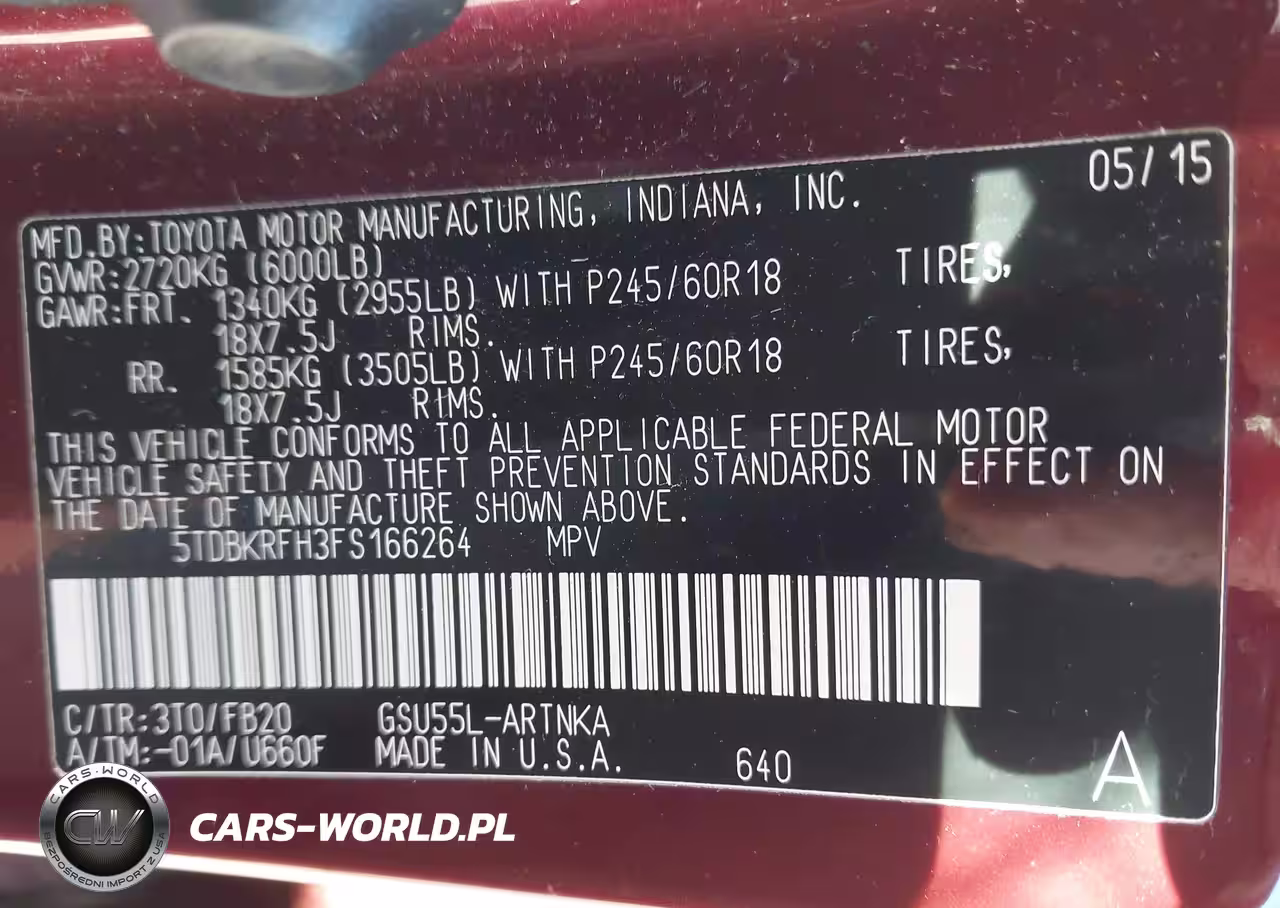 05/15
MFD.BY:TOYOTA MOTOR MANUFACTURING, INDIANA, INC.
GVWR:2720KG (6000LB)
GAWR:FRT. 1340KG (2955LB) WITH P245/60R18 TIRES,
18X7.5J RIMS.
RR. 1585KG (3505LB) WITH P245/60R18 TIRES,
18X7.5J RIMS.
THIS VEHICLE CONFORMS TO ALL APPLICABLE FEDERAL MOTOR
VEHICLE SAFETY AND THEFT PREVENTION STANDARDS IN EFFECT ON
THE DATE OF MANUFACTURE SHOWN ABOVE.
5TDBKRFH3FS166264 MPV
C/TR:3T0/FB20 GSU55L-ARTNKA
A/TM:-01A/U660F MADE IN U.S.A. 640
A
CARS-WORLD
CW
BEZPOŚREDNI IMPORT Z USA
CARS-WORLD.PL